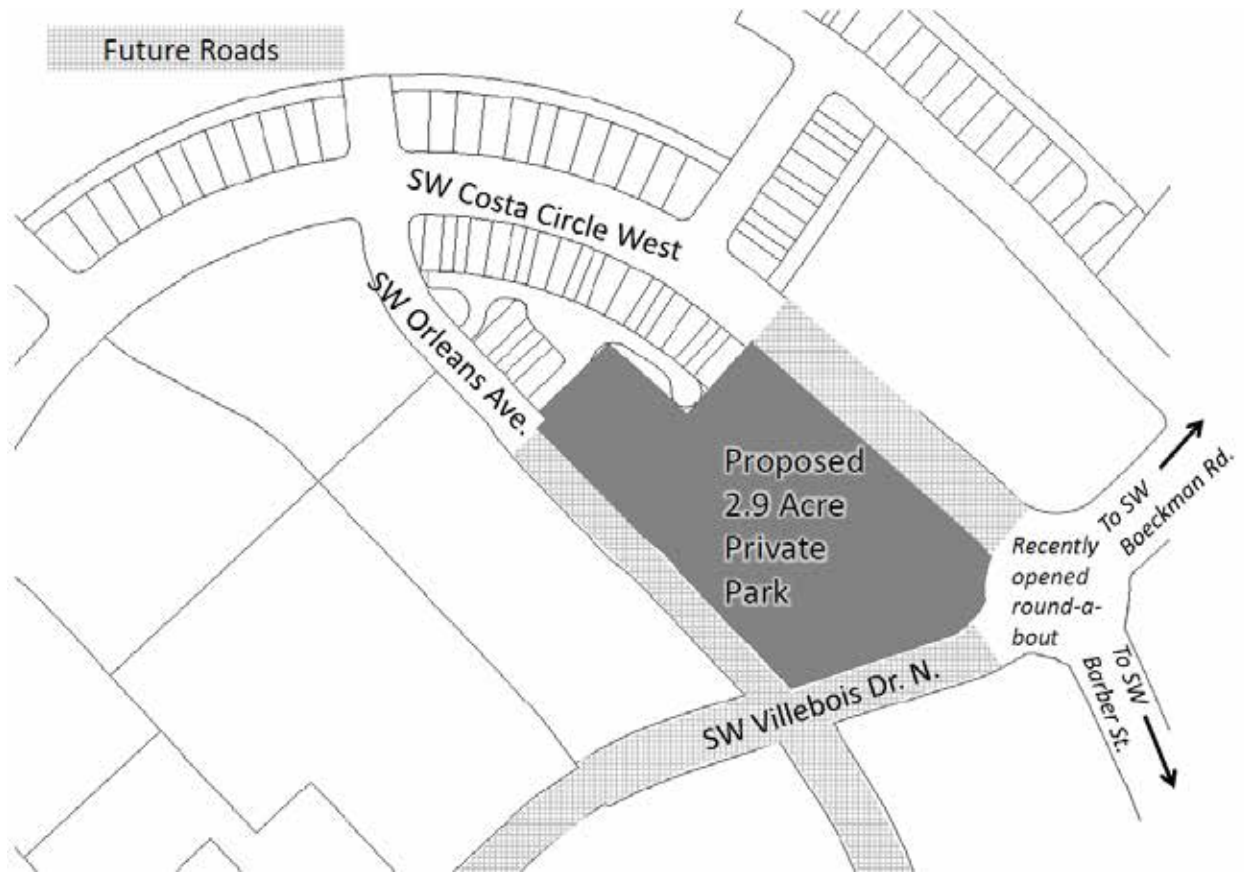 Future Roads
SW Costa Circle West
SW Orleans Ave.
Proposed
2.9 Acre
Private
Park
To SW
Boeckman Rd.
Recently
opened
round-a-
bout
To SW
Barber St.
SW Villebois Dr. N.